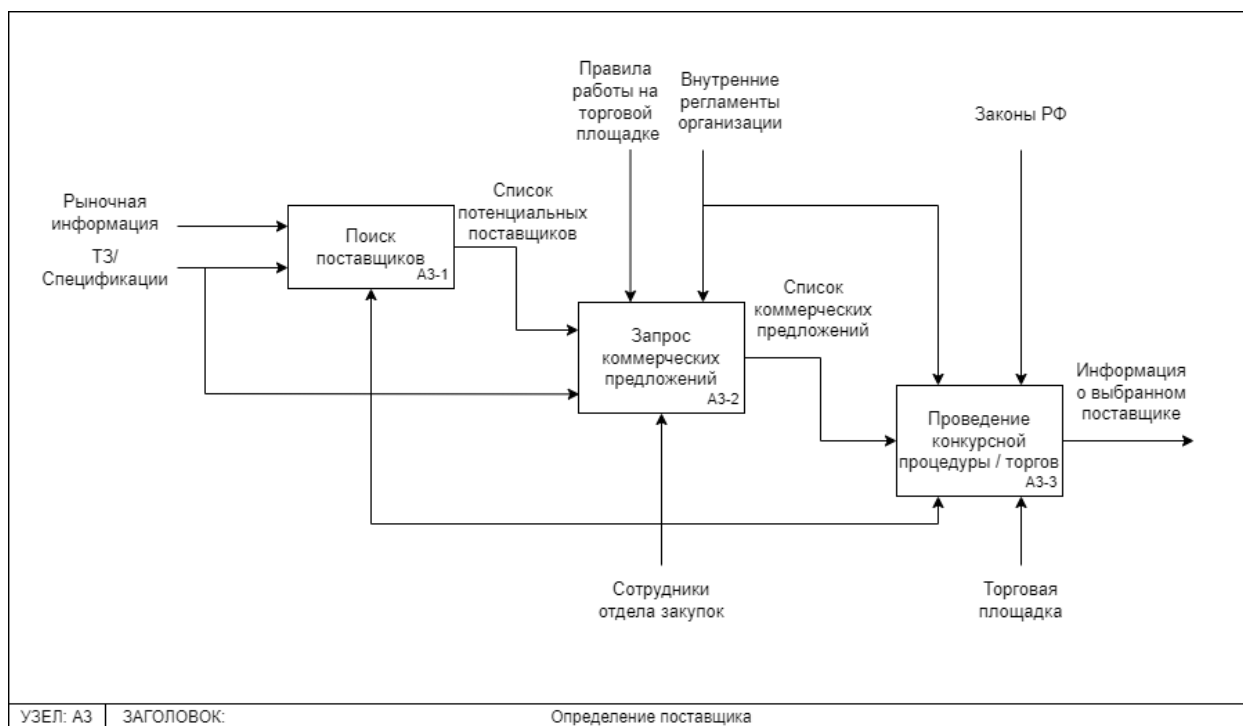 Правила
работы на
торговой
площадке
Внутренние
регламенты
организации
Законы РФ
Рыночная
информация
ТЗ/
Спецификации
Поиск
поставщиков
А3-1
Список
потенциальных
поставщиков
Запрос
коммерческих
предложений
А3-2
Список
коммерческих
предложений
Проведение
конкурсной
процедуры / торгов
А3-3
Информация
о выбранном
поставщике
Сотрудники
отдела закупок
Торговая
площадка
УЗЕЛ: А3
ЗАГОЛОВОК:
Определение поставщика